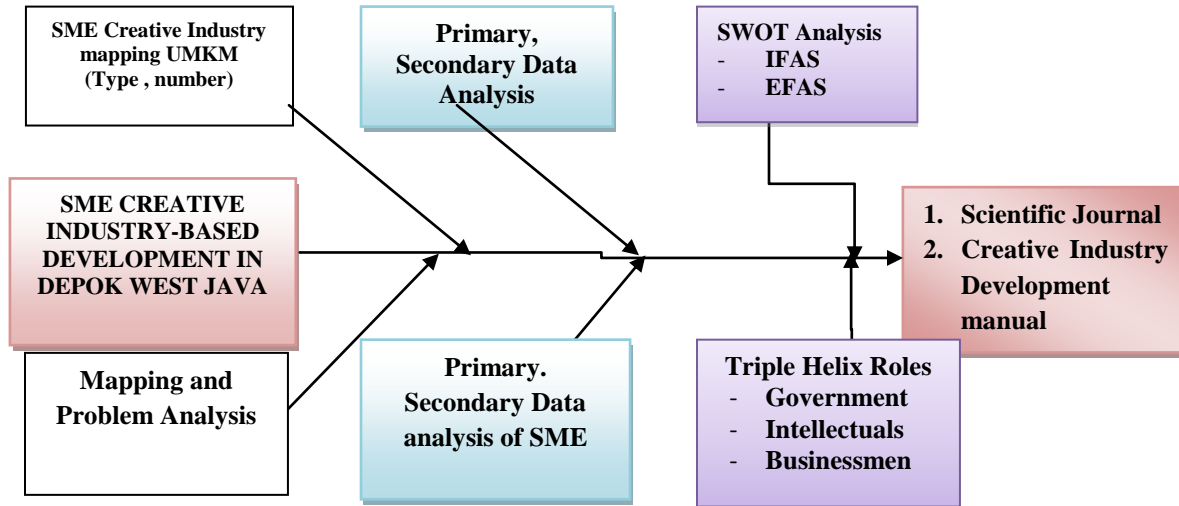 SME Creative Industry
mapping UMKM
(Type , number)
Primary,
Secondary Data
Analysis
SWOT Analysis
- IFAS
- EFAS
SME CREATIVE
INDUSTRY-BASED
DEVELOPMENT IN
DEPOK WEST JAVA
1. Scientific Journal
2. Creative Industry
Development
manual
Mapping and
Problem Analysis
Primary.
Secondary Data
analysis of SME
Triple Helix Roles
- Government
- Intellectuals
- Businessmen